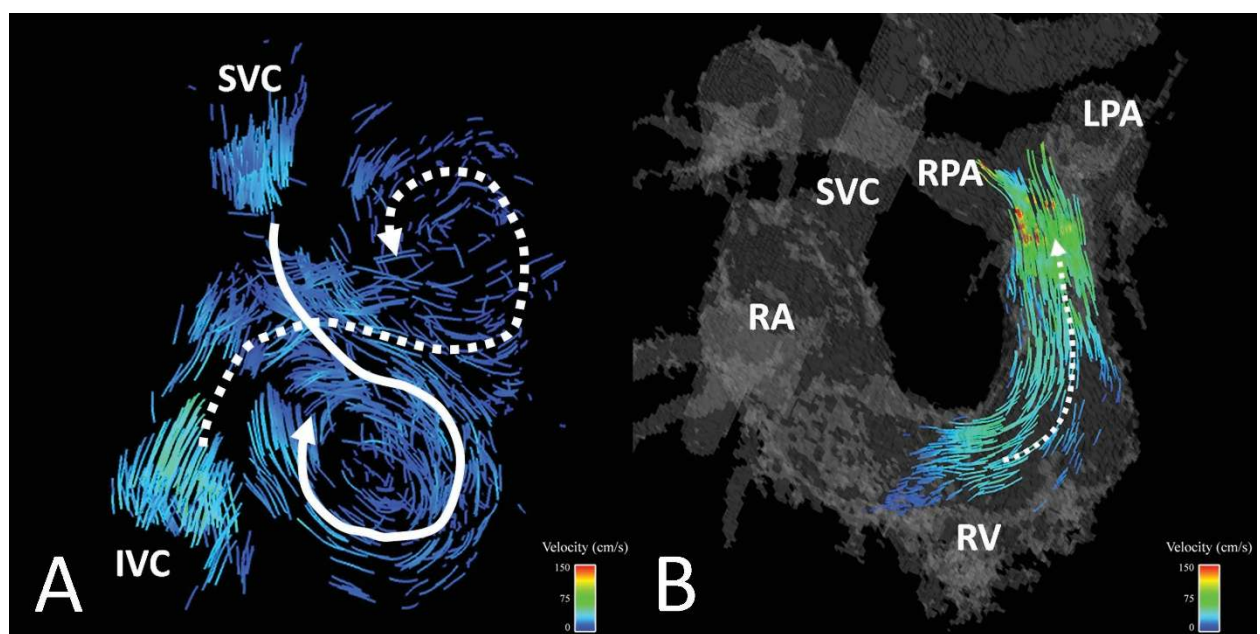 SVC
IVC
A
Velocity (cm/s)
150
75
0
LPA
RPA
SVC
RA
RV
B
Velocity (cm/s)
150
75
0